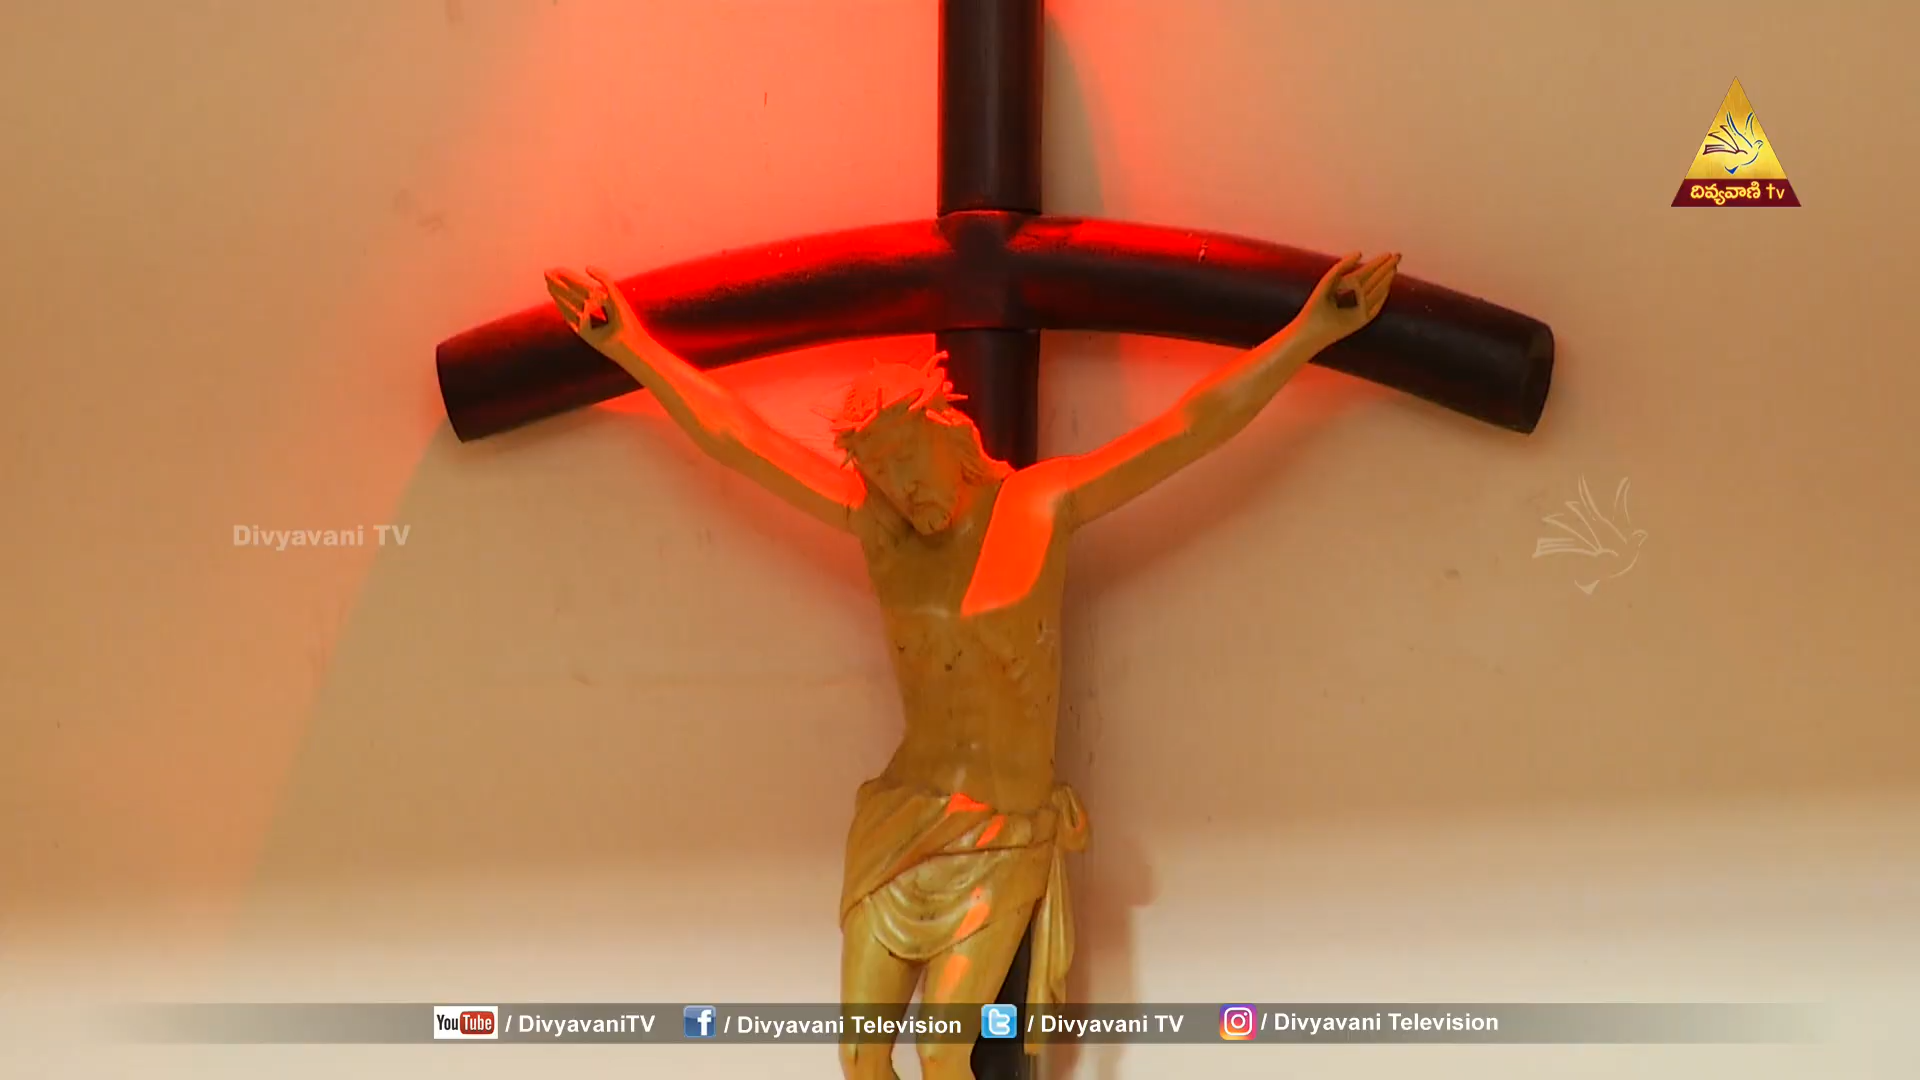 దివ్యవాణి tv
Divyavani TV
YouTube / DivyavaniTV f / Divyavani Television / Divyavani TV / Divyavani Television